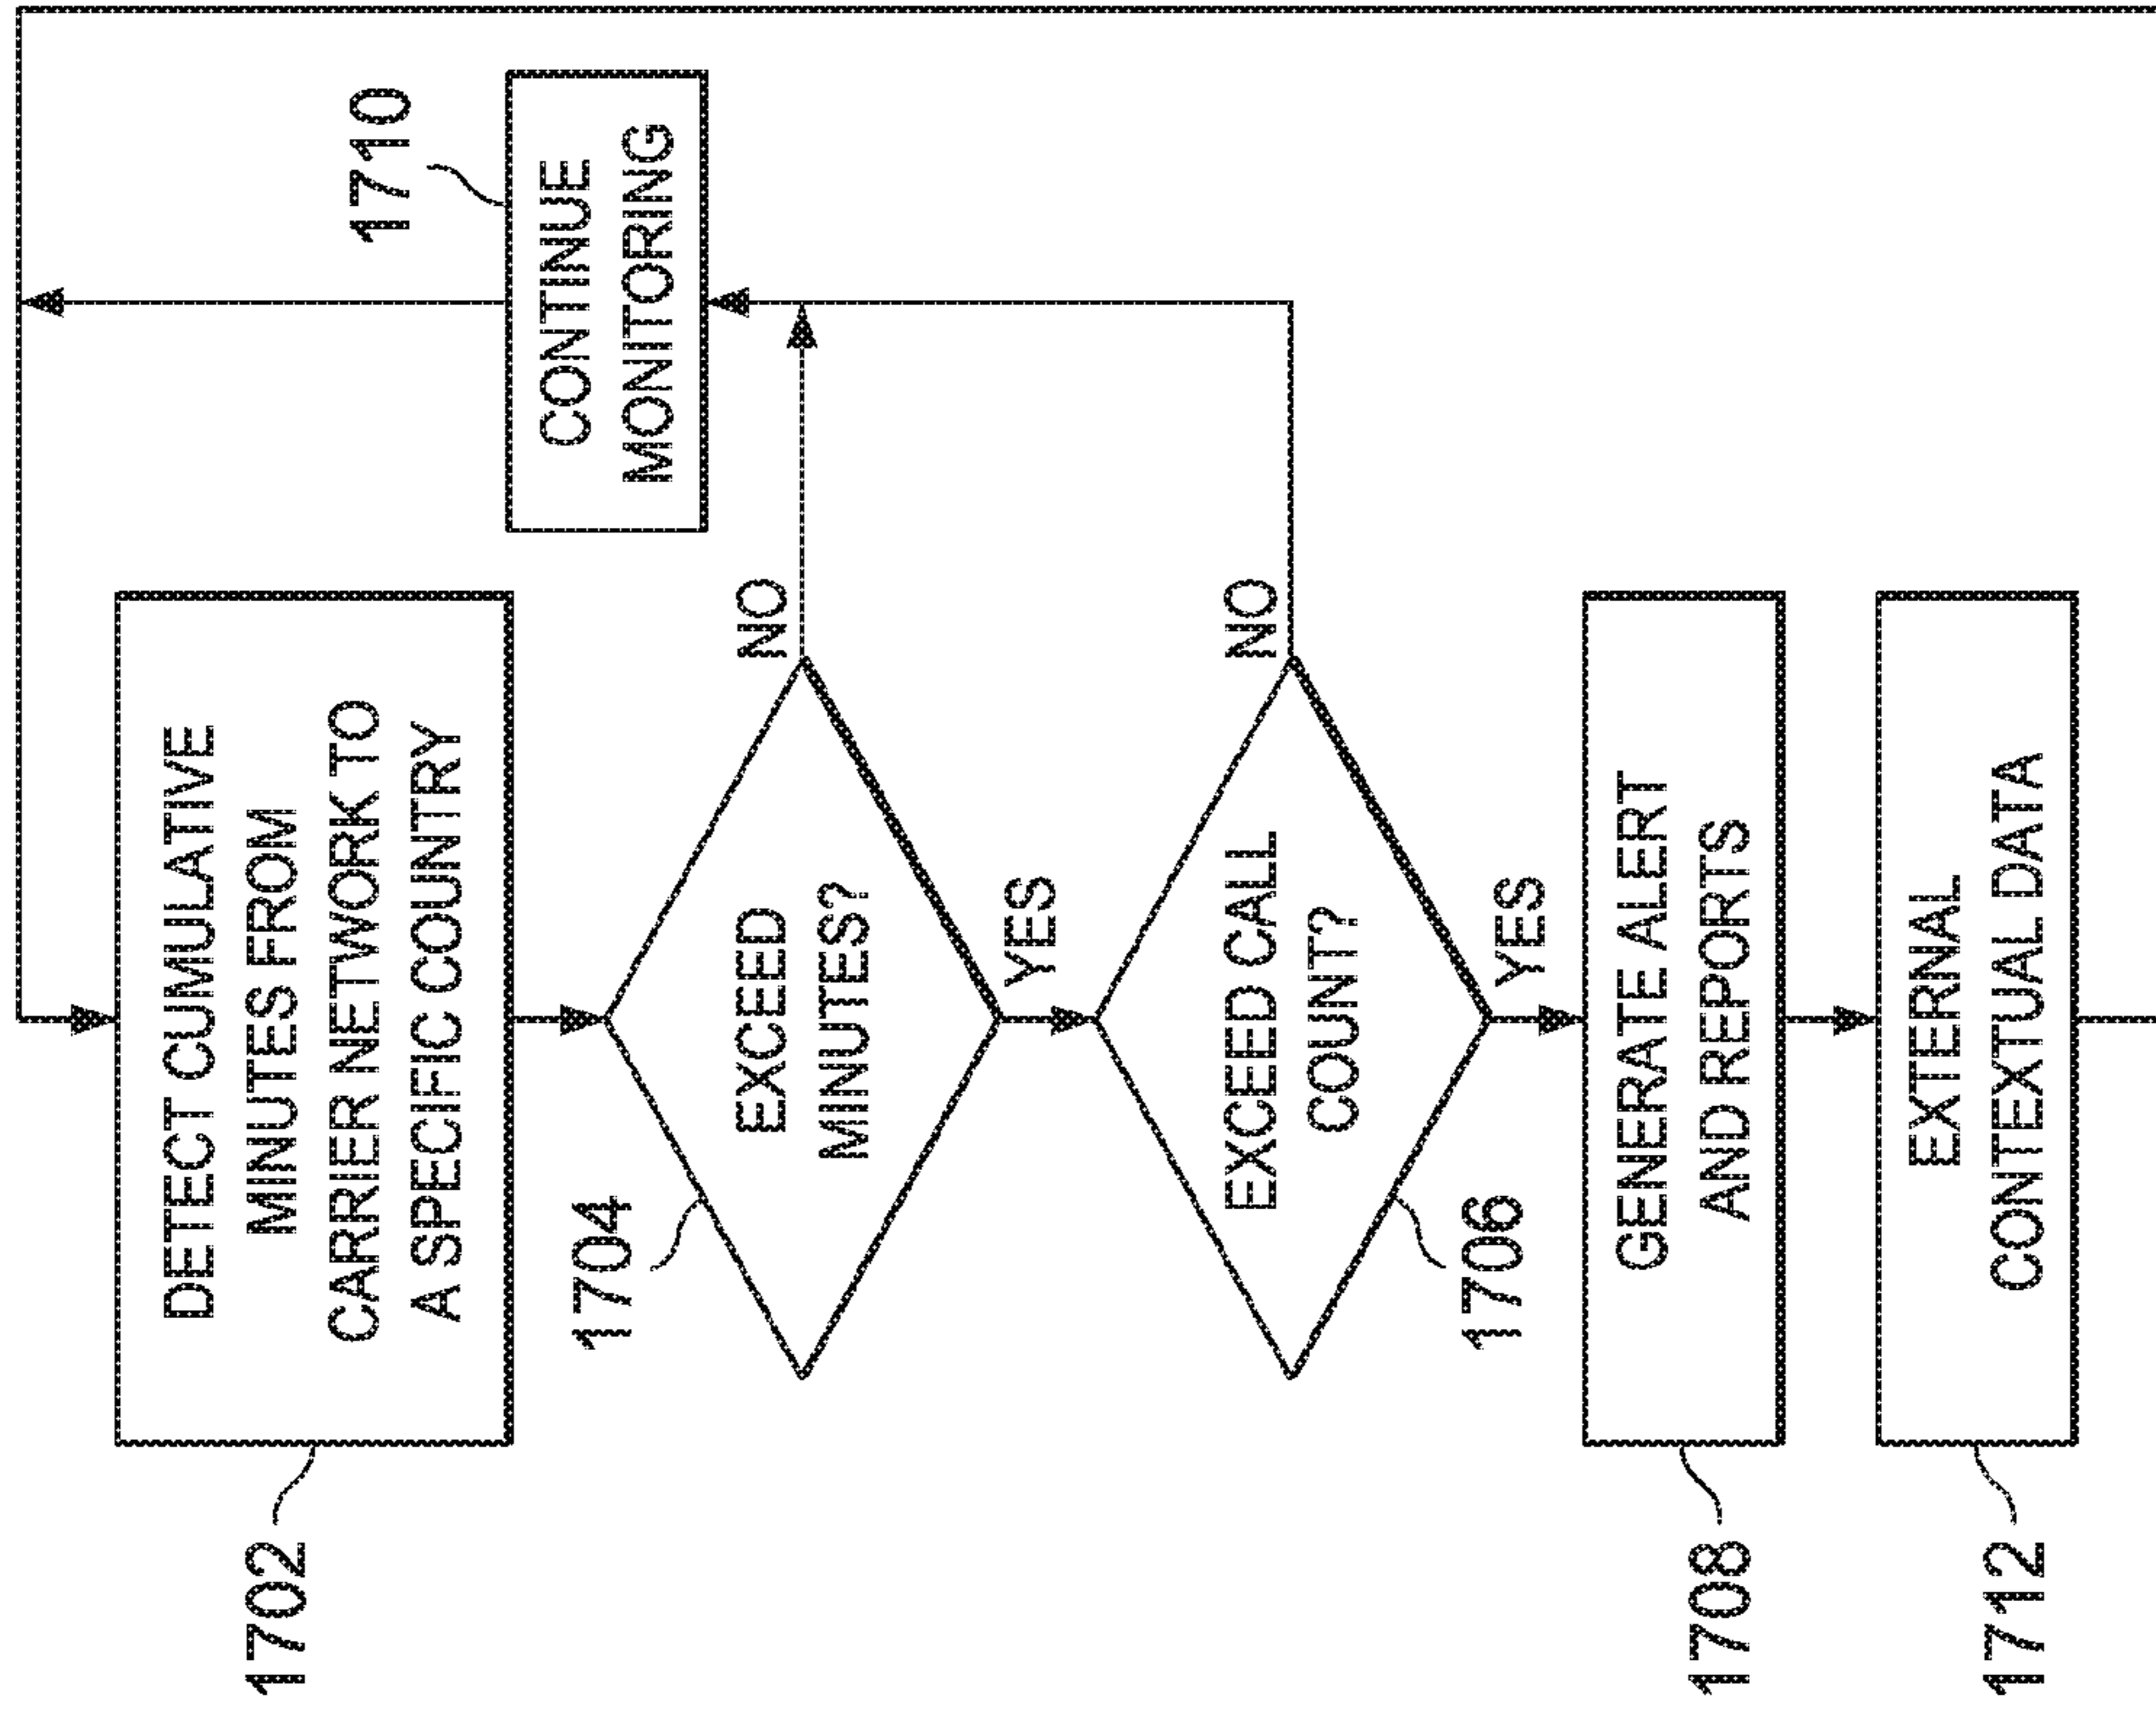 1702
DETECT CUMULATIVE
MINUTES FROM
CARRIER NETWORK TO
A SPECIFIC COUNTRY
1710
CONTINUE
MONITORING
1704
EXCEED
MINUTES?
NO
YES
1706
EXCEED CALL
COUNT?
NO
YES
1708
GENERATE ALERT
AND REPORTS
1712
EXTERNAL
CONTEXTUAL DATA